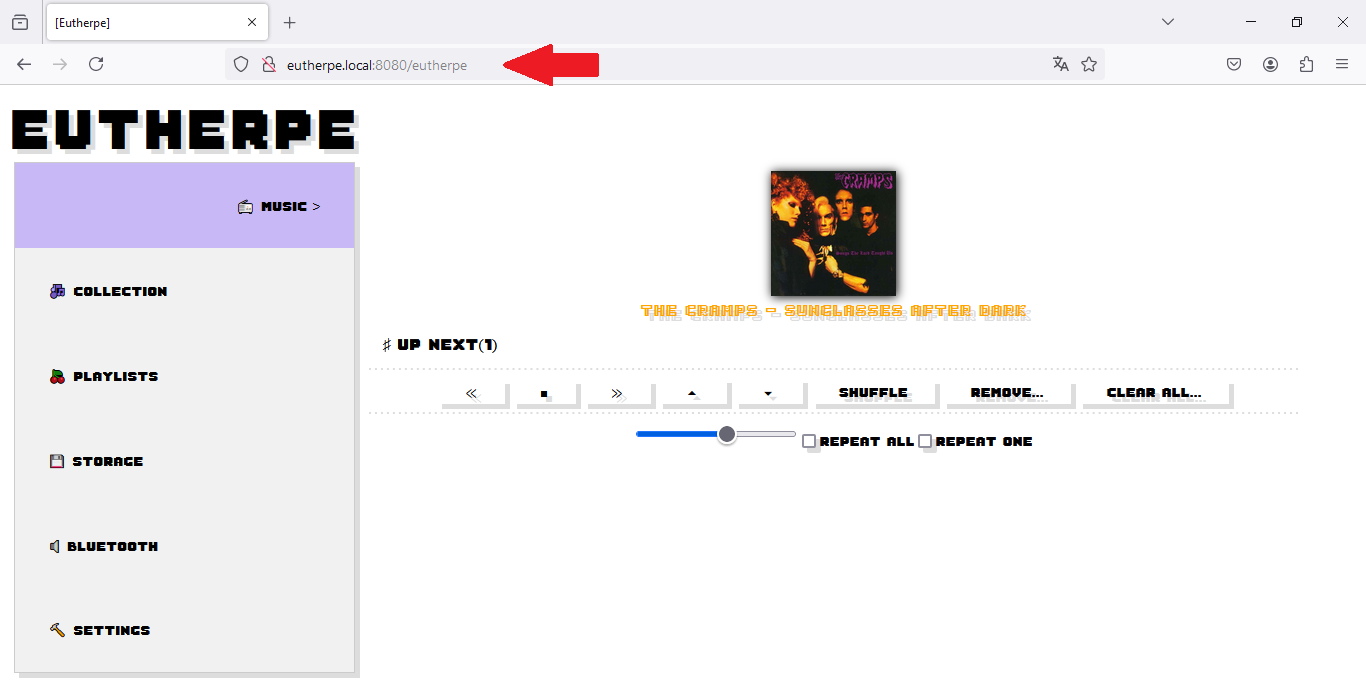 [Eutherpe]
eutherpe.local:8080/eutherpe
EUTHERPE
MUSIC >
COLLECTION
PLAYLISTS
STORAGE
BLUETOOTH
SETTINGS
THE CRAMPS
Songs The Lord Taught Us
THE CRAMPS - SUNGLASSES AFTER DARK
♯ UP NEXT(1)
SHUFFLE REMOVE... CLEAR ALL...
REPEAT ALL REPEAT ONE